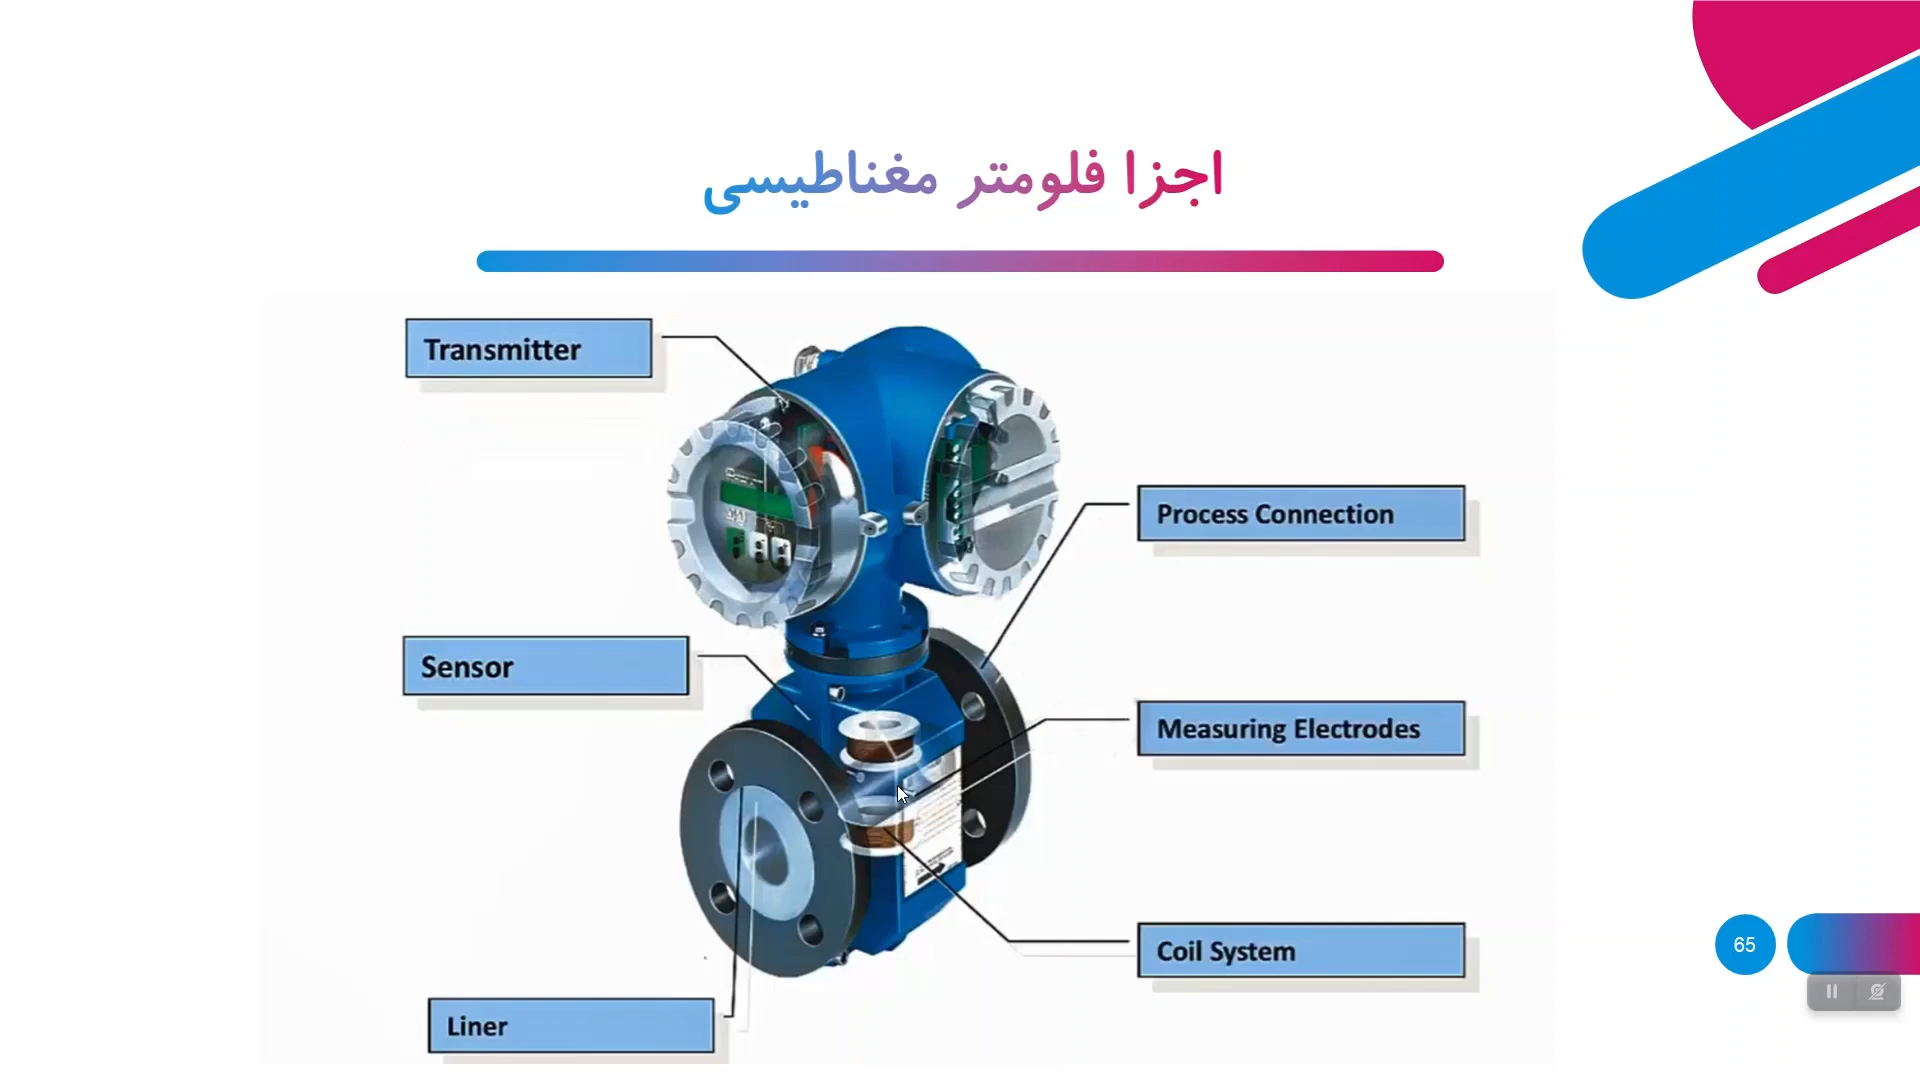 اجزا فلومتر مغناطیسی
Transmitter
Process Connection
Sensor
Measuring Electrodes
Coil System
Liner
65